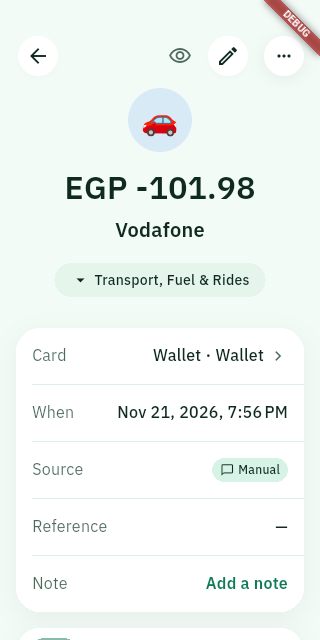 DEBUG
EGP -101.98
Vodafone
Transport, Fuel & Rides
Card Wallet · Wallet
When Nov 21, 2026, 7:56 PM
Source Manual
Reference –
Note Add a note